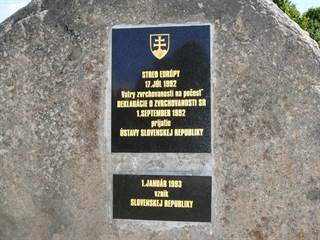 STRED EURÓPY
17.JÚL 1992
Vatry zvrchovanosti na počesť
DEKLARÁCIE O ZVRCHOVANOSTI SR
1.SEPTEMBER 1992
prijatie
ÚSTAVY SLOVENSKEJ REPUBLIKY
1.JANUÁR 1993
vznik
SLOVENSKEJ REPUBLIKY